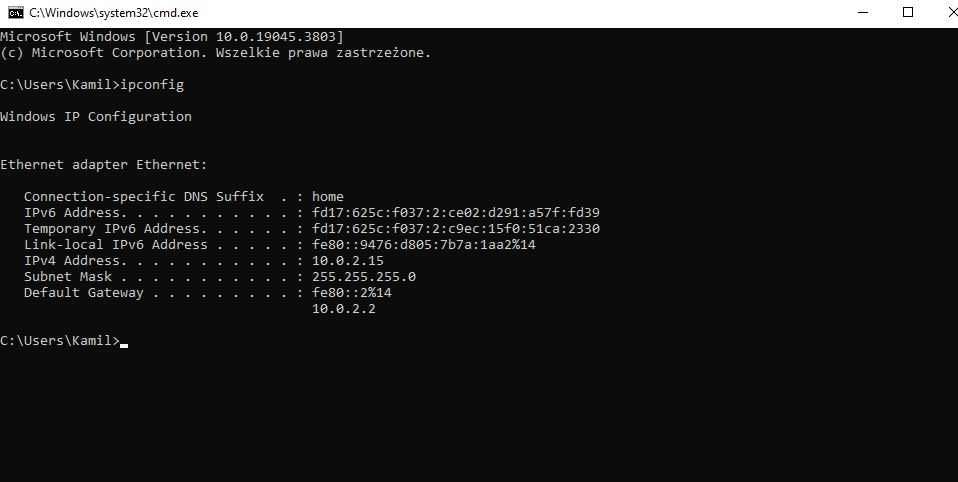 C:\Windows\system32\cmd.exe
Microsoft Windows [Version 10.0.19045.3803]
(c) Microsoft Corporation. Wszelkie prawa zastrzeżone.
C:\Users\Kamil>ipconfig
Windows IP Configuration
Ethernet adapter Ethernet:
Connection-specific DNS Suffix  . : home
IPv6 Address. . . . . . . . . . . : fd17:625c:f037:2:ce02:d291:a57f:fd39
Temporary IPv6 Address. . . . . . : fd17:625c:f037:2:c9ec:15f0:51ca:2330
Link-local IPv6 Address . . . . . : fe80::9476:d805:7b7a:1aa2%14
IPv4 Address. . . . . . . . . . . : 10.0.2.15
Subnet Mask . . . . . . . . . . . : 255.255.255.0
Default Gateway . . . . . . . . . : fe80::2%14
10.0.2.2
C:\Users\Kamil>